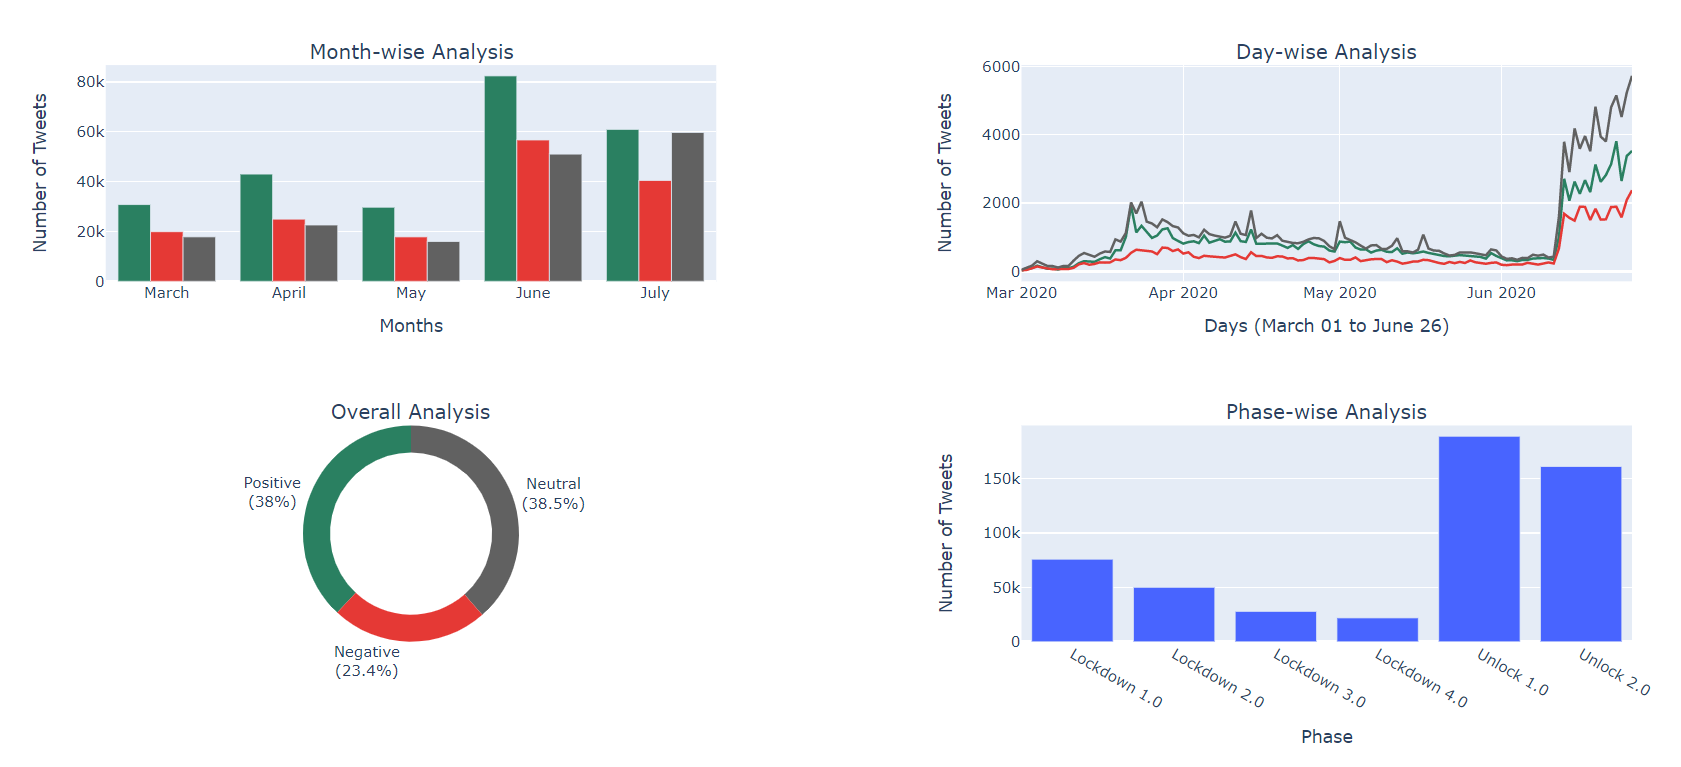 Month-wise Analysis
Number of Tweets
80k
60k
40k
20k
0
March April May June July
Months
Day-wise Analysis
Number of Tweets
6000
4000
2000
0
Mar 2020 Apr 2020 May 2020 Jun 2020
Days (March 01 to June 26)
Overall Analysis
Positive
(38%)
Neutral
(38.5%)
Negative
(23.4%)
Phase-wise Analysis
Number of Tweets
150k
100k
50k
0
Lockdown 1.0
Lockdown 2.0
Lockdown 3.0
Lockdown 4.0
Unlock 1.0
Unlock 2.0
Phase